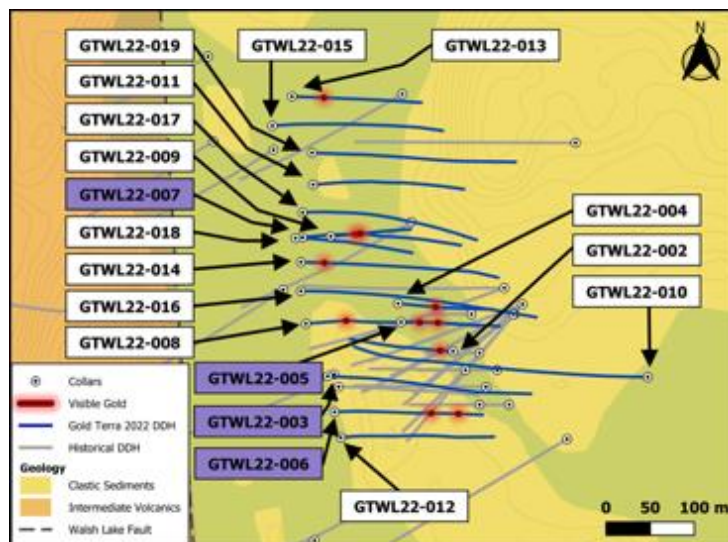 GTWL22-019
GTWL22-015
GTWL22-013
GTWL22-011
GTWL22-017
GTWL22-009
GTWL22-007
GTWL22-018
GTWL22-014
GTWL22-016
GTWL22-008
GTWL22-004
GTWL22-002
GTWL22-010
GTWL22-005
GTWL22-003
GTWL22-006
GTWL22-012
Collars
Visible Gold
Gold Terra 2022 DDH
Historical DDH
Geology
Clastic Sediments
Intermediate Volcanics
Walsh Lake Fault
0 50 100 m